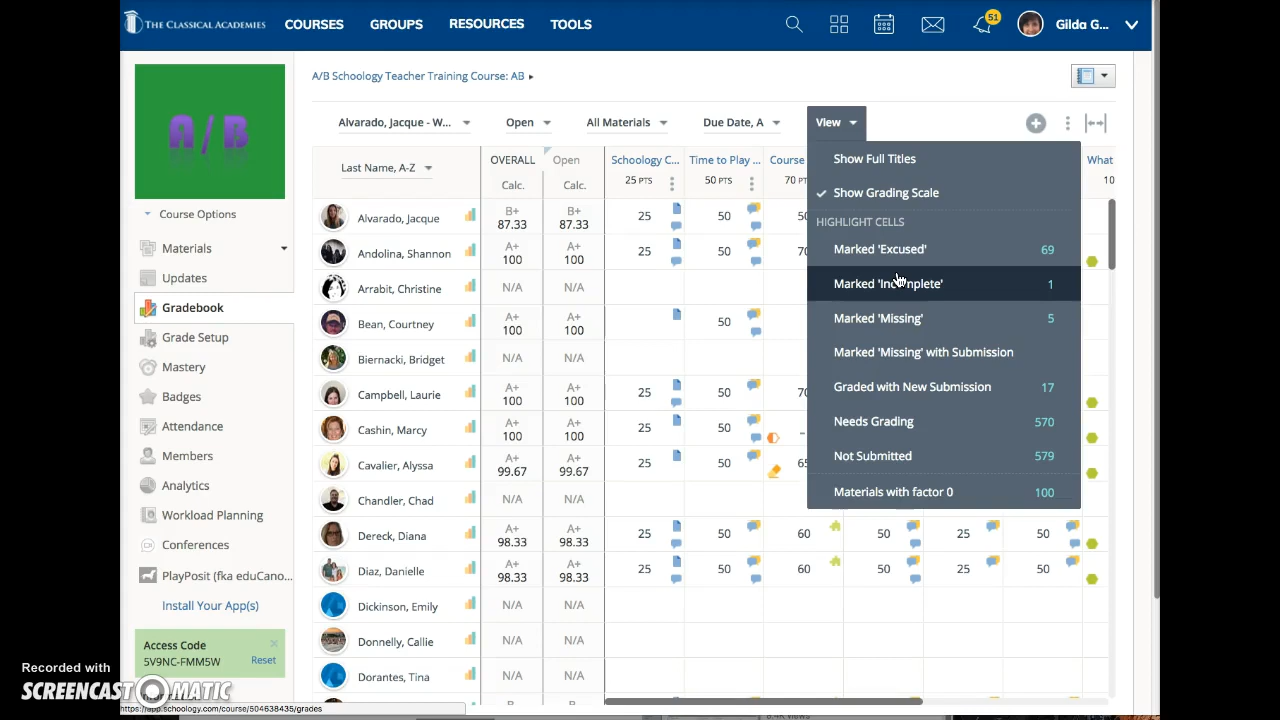 THE CLASSICAL ACADEMIES COURSES GROUPS RESOURCES TOOLS 51 Gilda G...
A/B
Course Options
Materials
Updates
Gradebook
Grade Setup
Mastery
Badges
Attendance
Members
Analytics
Workload Planning
Conferences
PlayPosit (fka eduCano...
Install Your App(s)
Access Code
5V9NC-FMM5W Reset
A/B Schoology Teacher Training Course: AB
Alvarado, Jacque - W... Open All Materials Due Date, A View
Last Name, A-Z OVERALL Open Schoology C... Time to Play ... Course What
Calc. Calc. 25 PTS 50 PTS 70 PT 10
Alvarado, Jacque B+ 87.33 B+ 87.33 25 50 50
Andolina, Shannon A+ 100 A+ 100 25 50 70
Arrabit, Christine N/A N/A
Bean, Courtney A+ 100 A+ 100 50
Biernacki, Bridget N/A N/A
Campbell, Laurie A+ 100 A+ 100 25 50 70
Cashin, Marcy A+ 100 A+ 100 25 50 –
Cavalier, Alyssa A+ 99.67 A+ 99.67 25 50 65
Chandler, Chad N/A N/A
Dereck, Diana A+ 98.33 A+ 98.33 25 50 60 50 25 50
Diaz, Danielle A+ 98.33 A+ 98.33 25 50 60 50 25 50
Dickinson, Emily N/A N/A
Donnelly, Callie N/A N/A
Dorantes, Tina N/A N/A
Show Full Titles
Show Grading Scale
HIGHLIGHT CELLS
Marked 'Excused' 69
Marked 'Incomplete' 1
Marked 'Missing' 5
Marked 'Missing' with Submission
Graded with New Submission 17
Needs Grading 570
Not Submitted 579
Materials with factor 0 100
Recorded with
SCREENCAST-O-MATIC
https://app.schoology.com/course/504638435/grades